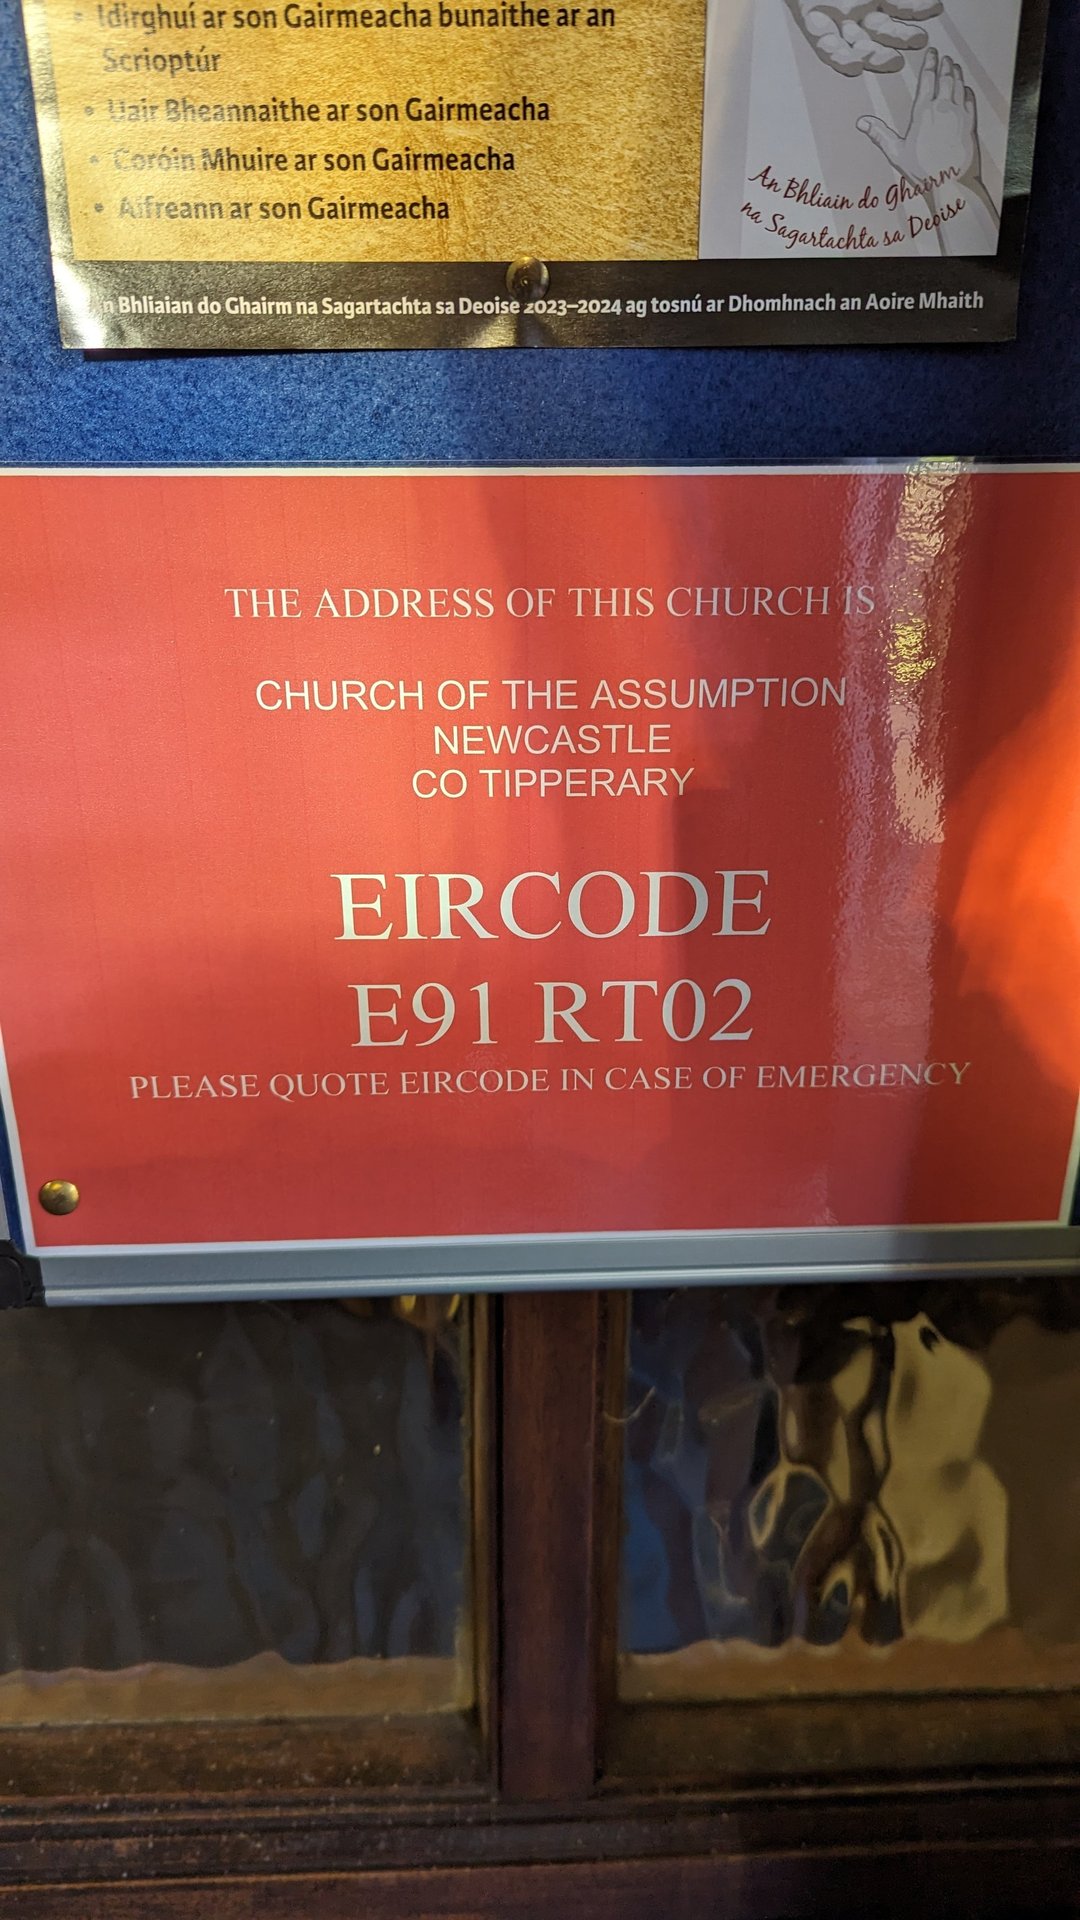 • Idirghuí ar son Gairmeacha bunaithe ar an
Scrioptúr
• Uair Bheannaithe ar son Gairmeacha
• Coróin Mhuire ar son Gairmeacha
• Aifreann ar son Gairmeacha
An Bhliain do Ghairm
na Sagartachta sa Deoise
An Bhliaian do Ghairm na Sagartachta sa Deoise 2023–2024 ag tosnú ar Dhomhnach an Aoire Mhaith
THE ADDRESS OF THIS CHURCH IS
CHURCH OF THE ASSUMPTION
NEWCASTLE
CO TIPPERARY
EIRCODE
E91 RT02
PLEASE QUOTE EIRCODE IN CASE OF EMERGENCY